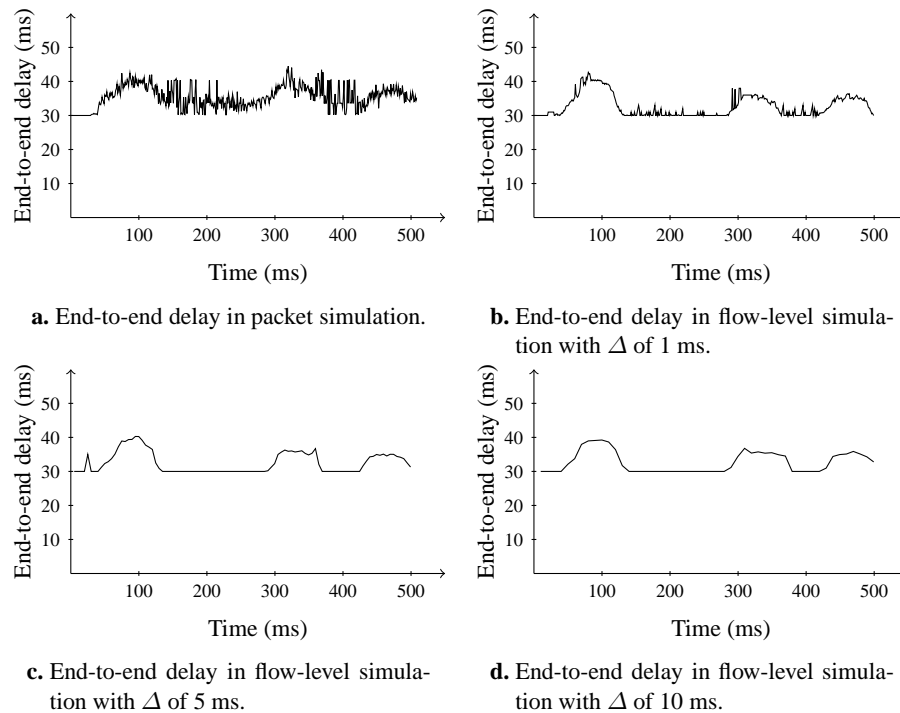 End-to-end delay (ms)
50
40
30
20
10
100 200 300 400 500
Time (ms)
a. End-to-end delay in packet simulation.
End-to-end delay (ms)
50
40
30
20
10
100 200 300 400 500
Time (ms)
b. End-to-end delay in flow-level simula-
tion with Δ of 1 ms.
End-to-end delay (ms)
50
40
30
20
10
100 200 300 400 500
Time (ms)
c. End-to-end delay in flow-level simula-
tion with Δ of 5 ms.
End-to-end delay (ms)
50
40
30
20
10
100 200 300 400 500
Time (ms)
d. End-to-end delay in flow-level simula-
tion with Δ of 10 ms.